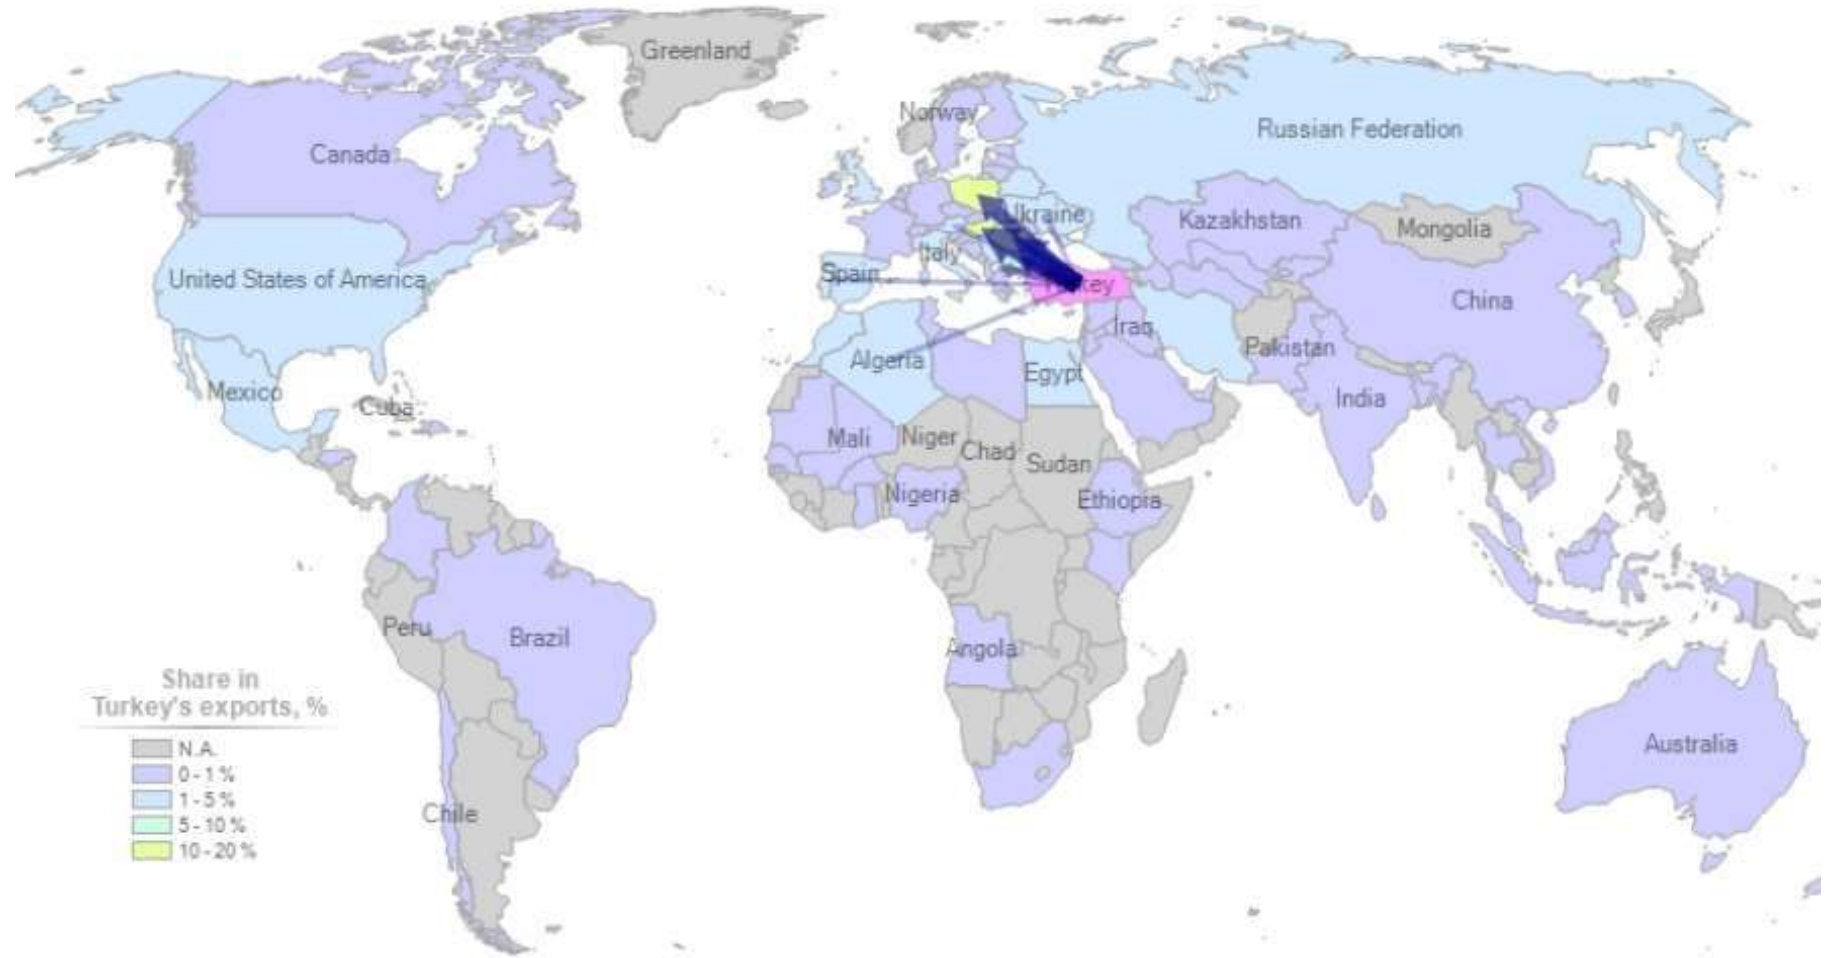 Greenland
Norway
Russian Federation
Canada
Ukraine
Kazakhstan
Mongolia
Italy
Spain
United States of America
China
Iraq
Pakistan
Algeria
Egypt
Mexico
India
Cuba
Mali
Niger
Chad
Sudan
Nigeria
Ethiopia
Peru
Brazil
Angola
Share in
Turkey's exports, %
N.A.
0 - 1 %
1 - 5 %
5 - 10 %
10 - 20 %
Chile
Australia